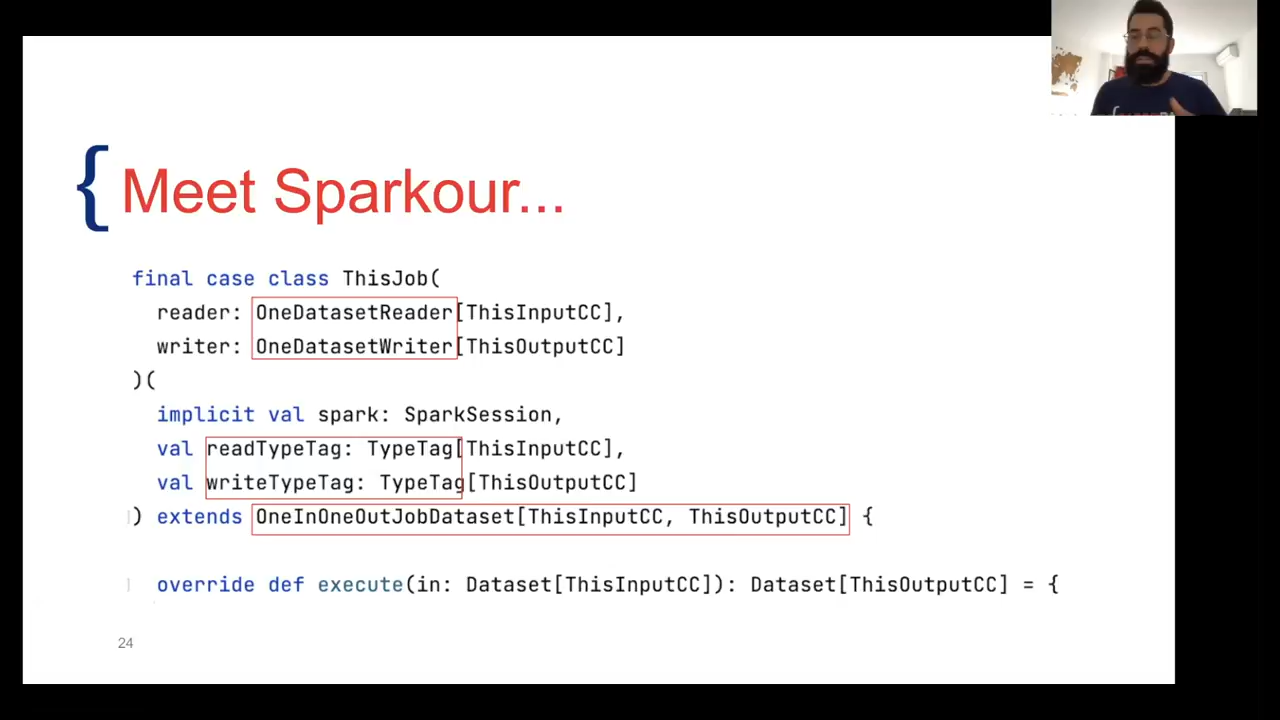 { Meet Sparkour...
final case class ThisJob(
reader: OneDatasetReader[ThisInputCC],
writer: OneDatasetWriter[ThisOutputCC]
)(
implicit val spark: SparkSession,
val readTypeTag: TypeTag[ThisInputCC],
val writeTypeTag: TypeTag[ThisOutputCC]
) extends OneInOneOutJobDataset[ThisInputCC, ThisOutputCC] {
override def execute(in: Dataset[ThisInputCC]): Dataset[ThisOutputCC] = {
24